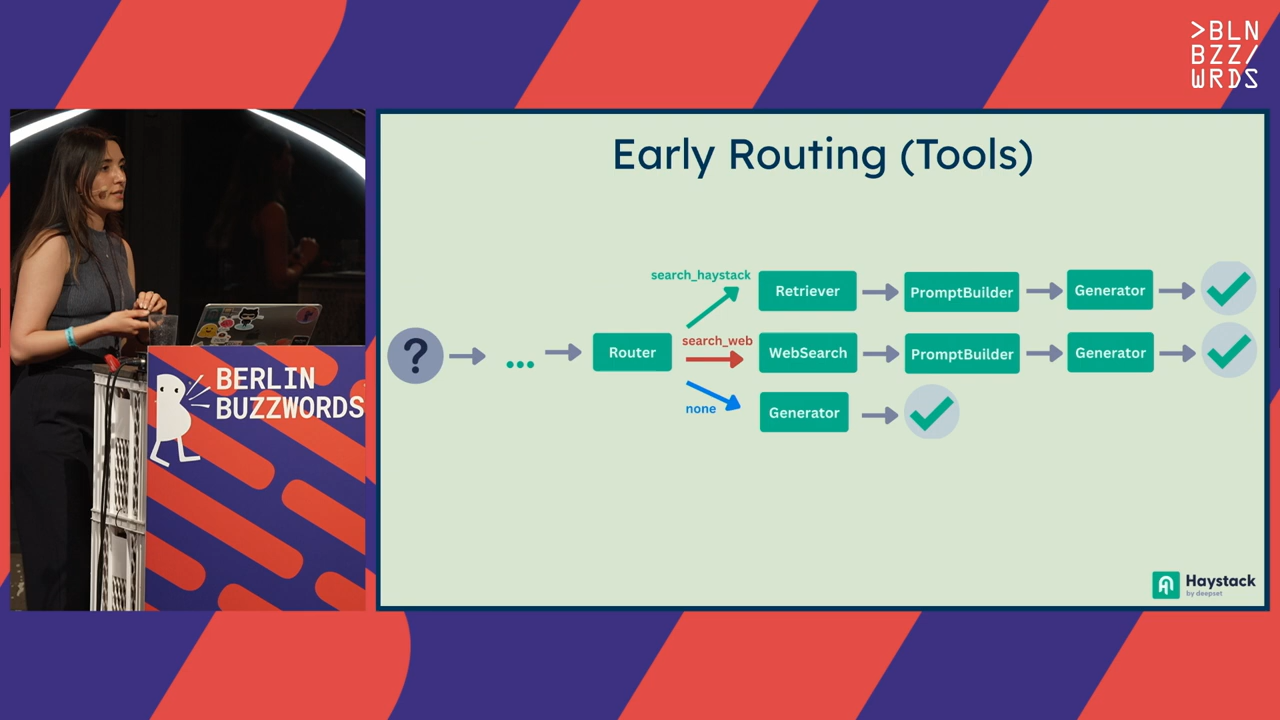 >BLN
BZZ/
WRDS
Early Routing (Tools)
search_haystack
Retriever
PromptBuilder
Generator
?
...
Router
search_web
WebSearch
PromptBuilder
Generator
none
Generator
BERLIN
BUZZWORDS
Haystack
by deepset